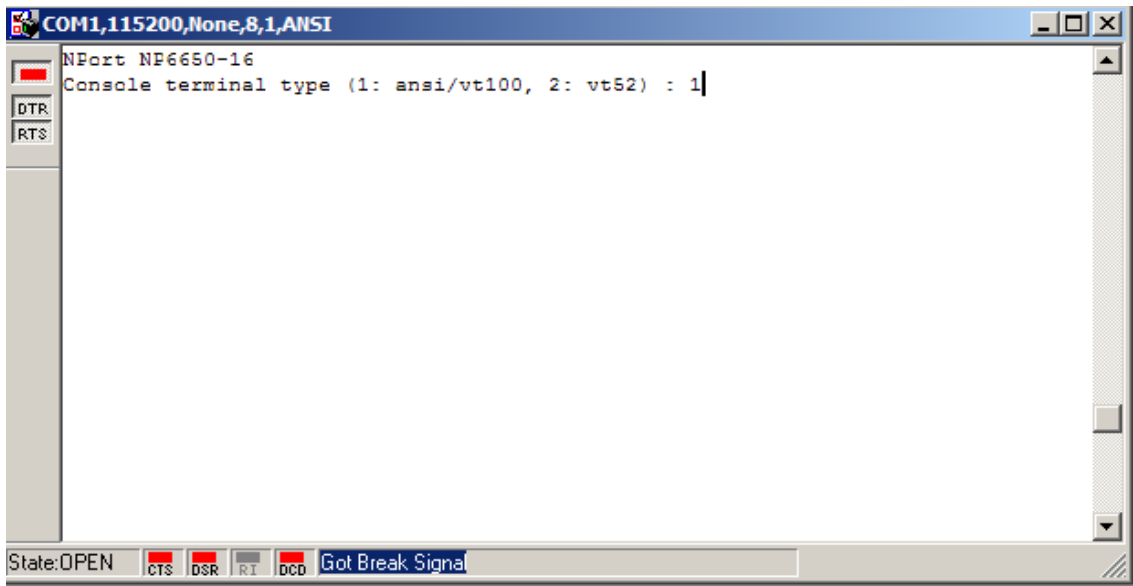 COM1,115200,None,8,1,ANSI
NPort NP6650-16
Console terminal type (1: ansi/vt100, 2: vt52) : 1
DTR
RTS
State:OPEN CTS DSR RI DCD Got Break Signal